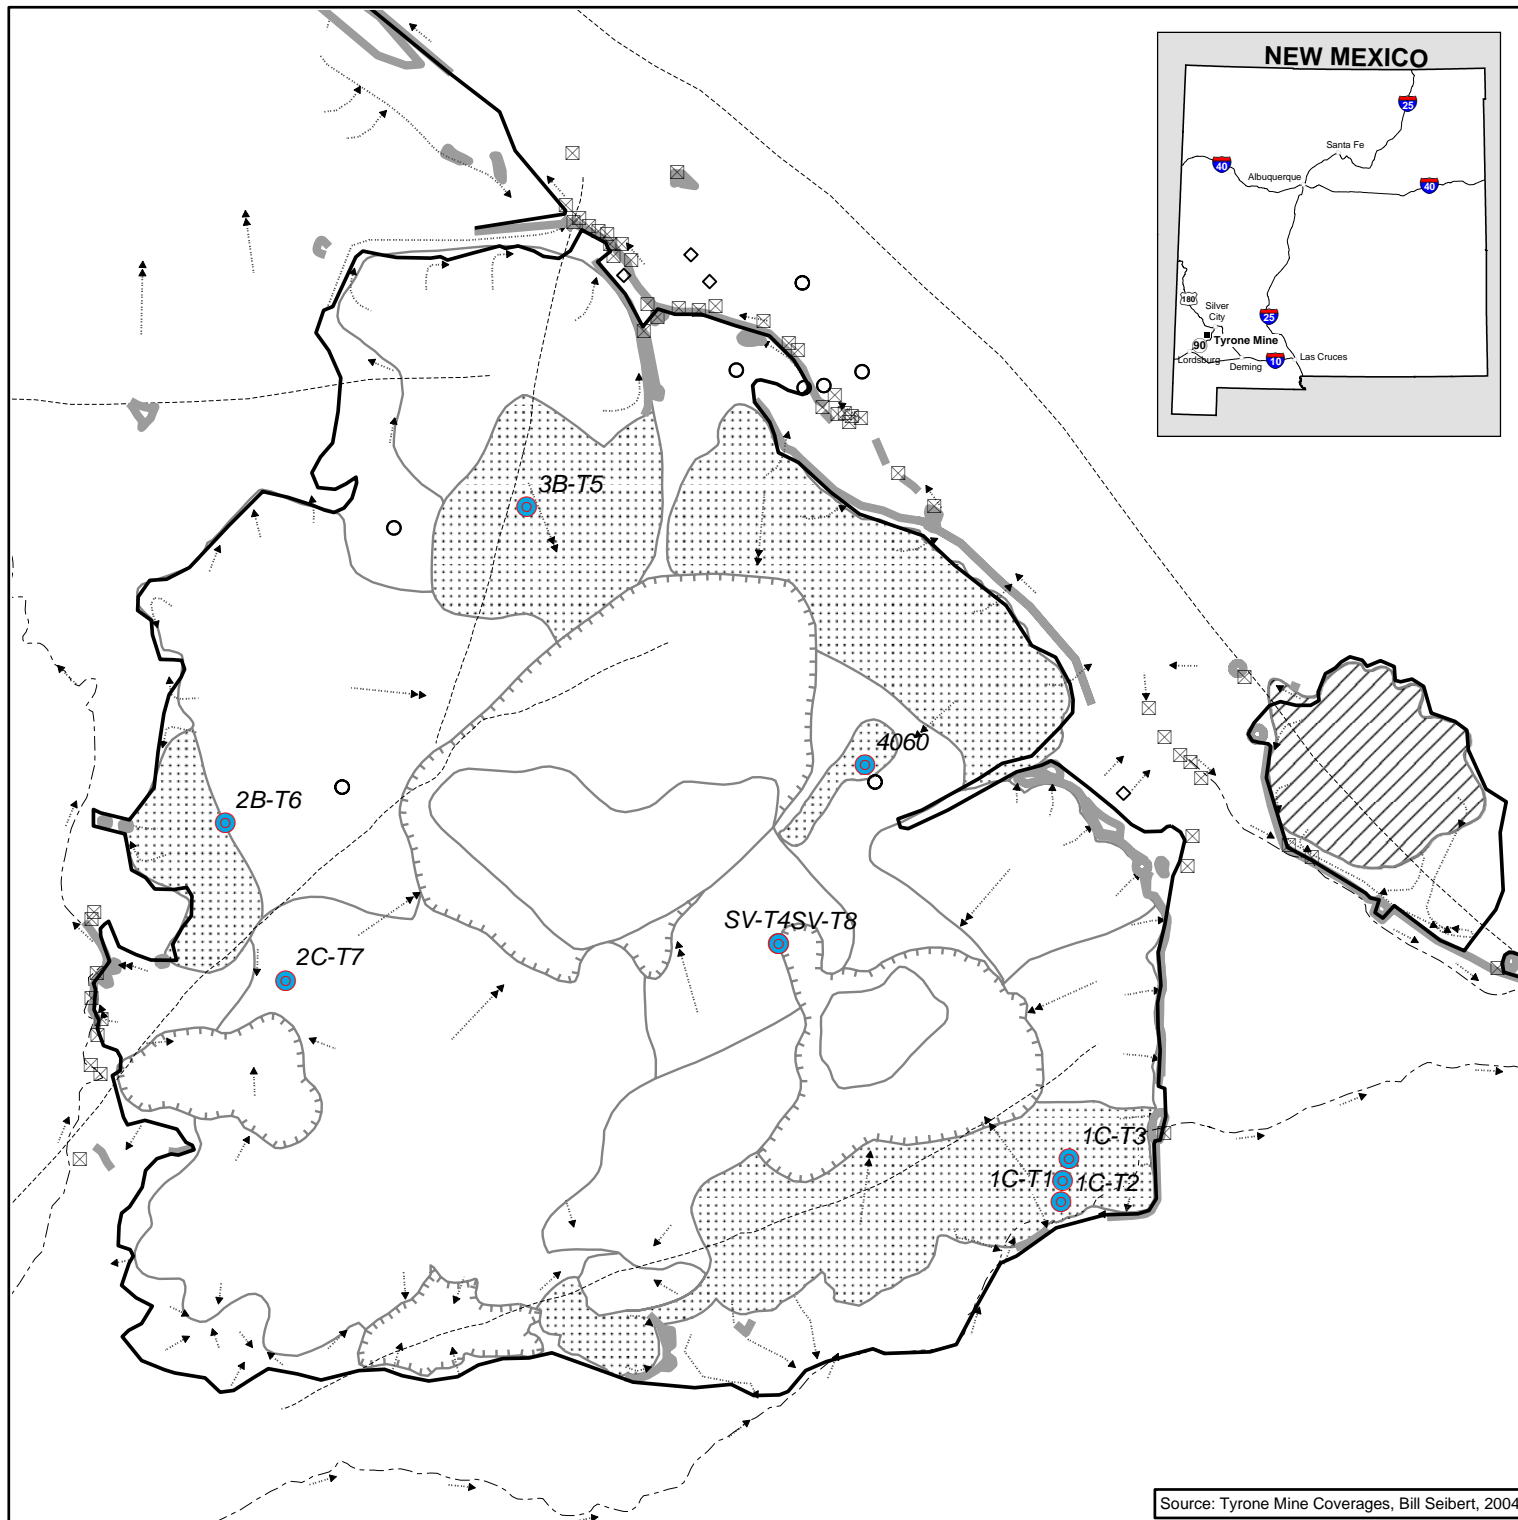 NEW MEXICO
25
Santa Fe
40
Albuquerque
40
180
Silver
City
25
Tyrone Mine
90
Lordsburg
Deming
10
Las Cruces
3B-T5
4060
2B-T6
SV-T4SV-T8
2C-T7
1C-T3
1C-T1
1C-T2
Source: Tyrone Mine Coverages, Bill Seibert, 2004